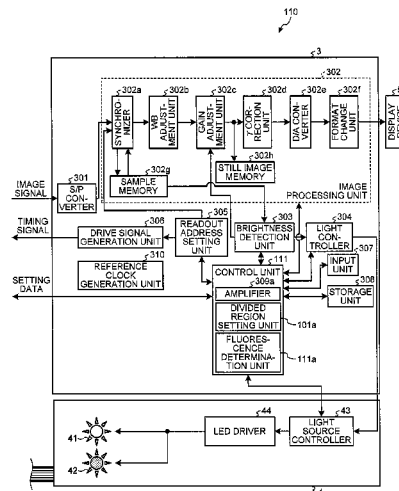 110
3
302
302a
302b
302c
302d
302e
302f
SYNCHRO-
NIZER
W/B
ADJUST-
MENT UNIT
GAIN
ADJUST-
MENT UNIT
γ COR-
RECTION
UNIT
D/A CON-
VERTER
FORMAT
CHANGE UNIT
DISPLAY
302g
302h
SAMPLE
MEMORY
STILL IMAGE
MEMORY
IMAGE
PROCESSING UNIT
IMAGE
SIGNAL
301
S/P
CON-
VERTER
TIMING
SIGNAL
306
DRIVE SIGNAL
GENERATION UNIT
305
READOUT
ADDRESS
SETTING
UNIT
303
BRIGHTNESS
DETECTION
UNIT
304
LIGHT
CON-
TROLLER
307
INPUT
UNIT
308
STORAGE
UNIT
310
REFERENCE
CLOCK GENERATION
UNIT
SETTING
DATA
111
CONTROL UNIT
309a
AMPLIFIER
DIVIDED
REGION
SETTING UNIT
101a
FLUORES-
CENCE
DETERMINA-
TION UNIT
111a
41
42
44
LED DRIVER
43
LIGHT
SOURCE
CONTROLLER